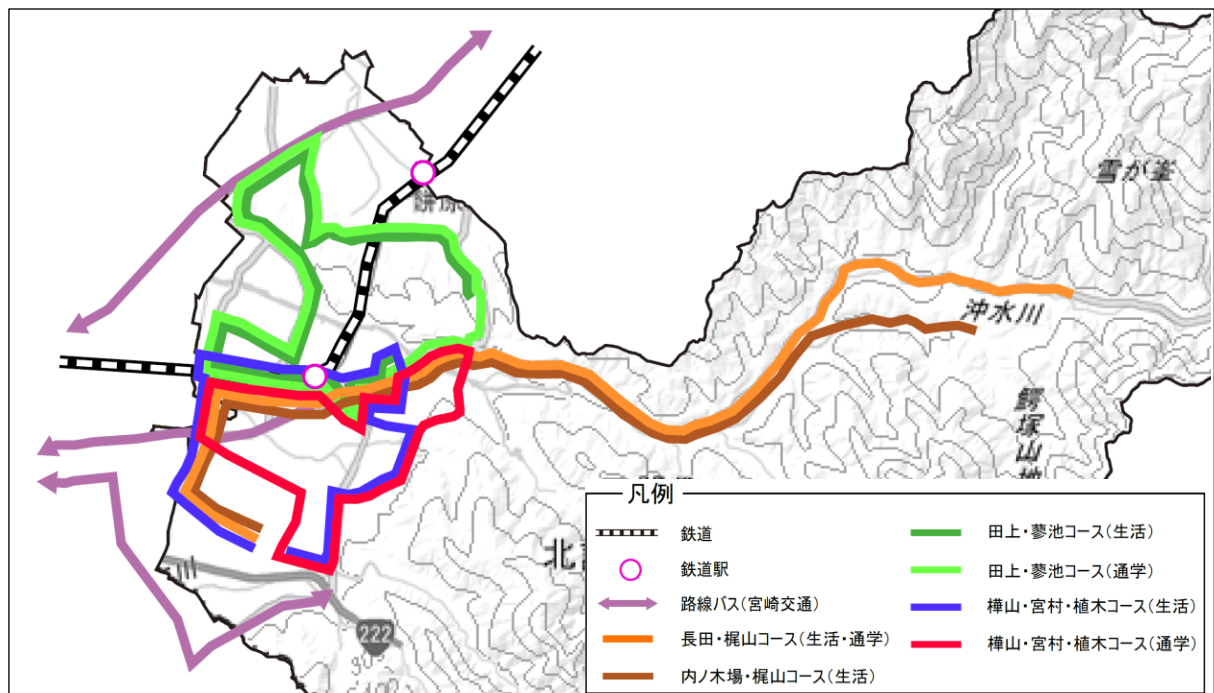 雪が峯
沖水川
鰐塚山地
222
凡例
鉄道
鉄道駅
路線バス(宮崎交通)
長田・梶山コース(生活・通学)
内ノ木場・梶山コース(生活)
田上・蓼池コース(生活)
田上・蓼池コース(通学)
樺山・宮村・植木コース(生活)
樺山・宮村・植木コース(通学)
北